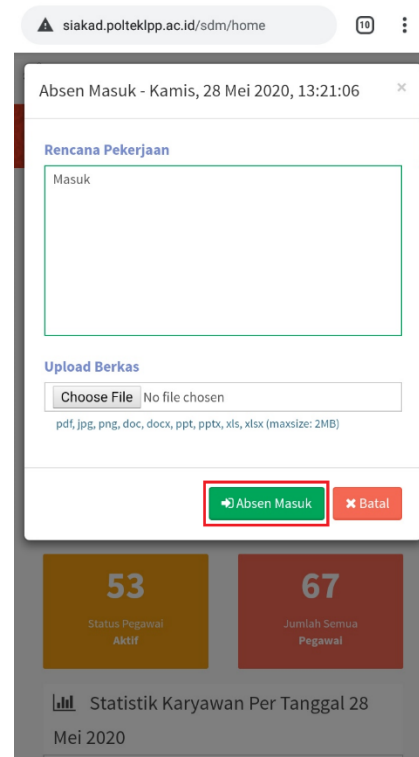 siakad.polteklpp.ac.id/sdm/home
10
Absen Masuk - Kamis, 28 Mei 2020, 13:21:06 ×
Rencana Pekerjaan
Masuk
Upload Berkas
Choose File No file chosen
pdf, jpg, png, doc, docx, ppt, pptx, xls, xlsx (maxsize: 2MB)
Absen Masuk
Batal
53
Status Pegawai
Aktif
67
Jumlah Semua
Pegawai
Statistik Karyawan Per Tanggal 28
Mei 2020